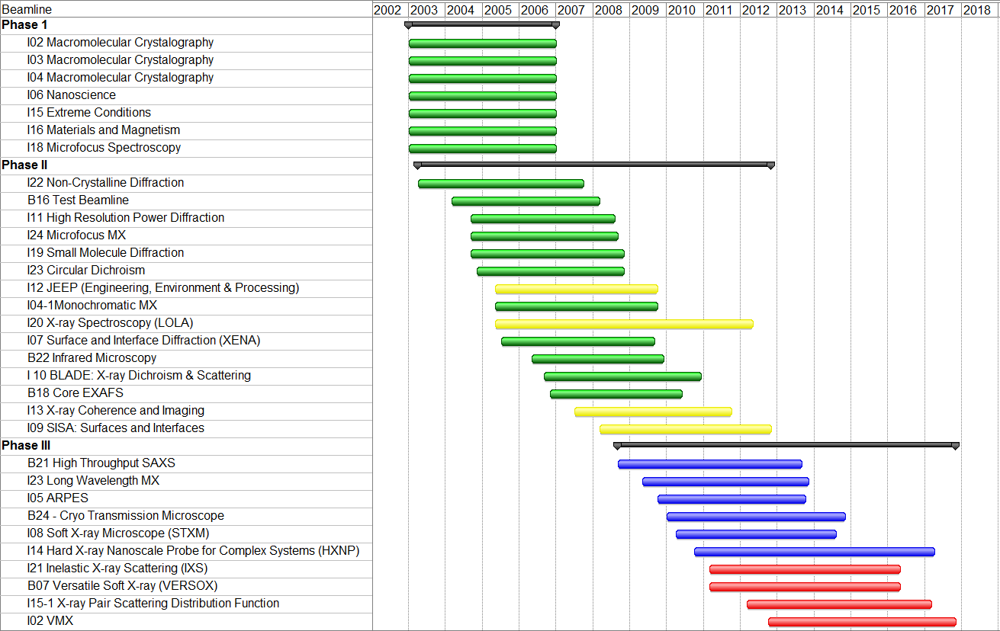 Beamline 2002 2003 2004 2005 2006 2007 2008 2009 2010 2011 2012 2013 2014 2015 2016 2017 2018
Phase 1
I02 Macromolecular Crystalography
I03 Macromolecular Crystalography
I04 Macromolecular Crystalography
I06 Nanoscience
I15 Extreme Conditions
I16 Materials and Magnetism
I18 Microfocus Spectroscopy
Phase II
I22 Non-Crystalline Diffraction
B16 Test Beamline
I11 High Resolution Power Diffraction
I24 Microfocus MX
I19 Small Molecule Diffraction
I23 Circular Dichroism
I12 JEEP (Engineering, Environment & Processing)
I04-1Monochromatic MX
I20 X-ray Spectroscopy (LOLA)
I07 Surface and Interface Diffraction (XENA)
B22 Infrared Microscopy
I 10 BLADE: X-ray Dichroism & Scattering
B18 Core EXAFS
I13 X-ray Coherence and Imaging
I09 SISA: Surfaces and Interfaces
Phase III
B21 High Throughput SAXS
I23 Long Wavelength MX
I05 ARPES
B24 - Cryo Transmission Microscope
I08 Soft X-ray Microscope (STXM)
I14 Hard X-ray Nanoscale Probe for Complex Systems (HXNP)
I21 Inelastic X-ray Scattering (IXS)
B07 Versatile Soft X-ray (VERSOX)
I15-1 X-ray Pair Scattering Distribution Function
I02 VMX